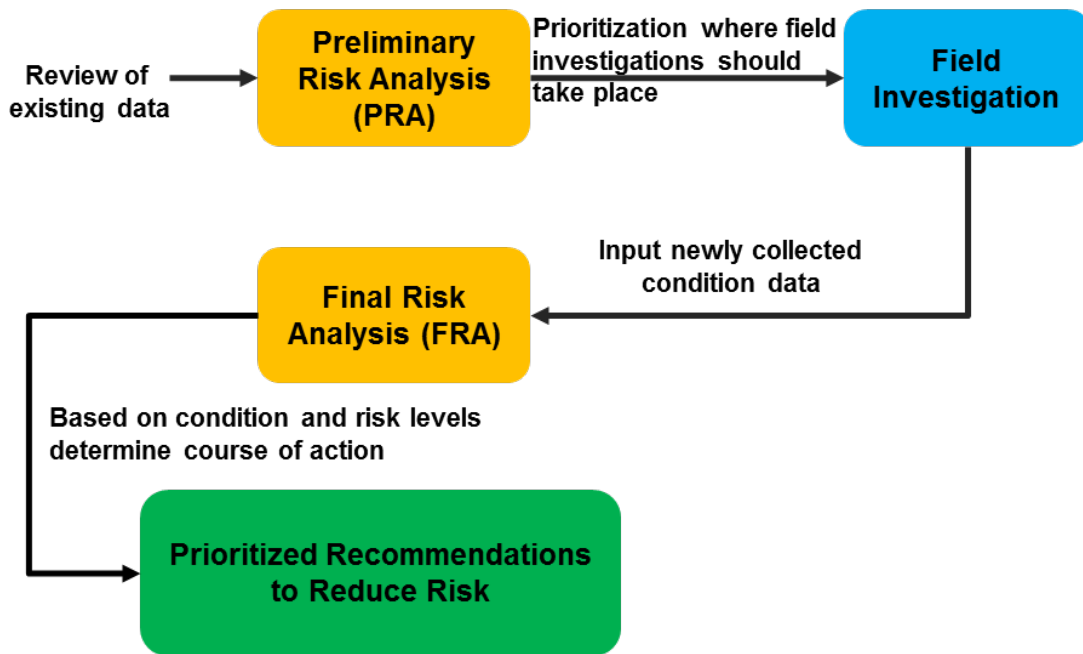 Review of
existing data
Preliminary
Risk Analysis
(PRA)
Prioritization where field
investigations should
take place
Field
Investigation
Input newly collected
condition data
Final Risk
Analysis (FRA)
Based on condition and risk levels
determine course of action
Prioritized Recommendations
to Reduce Risk